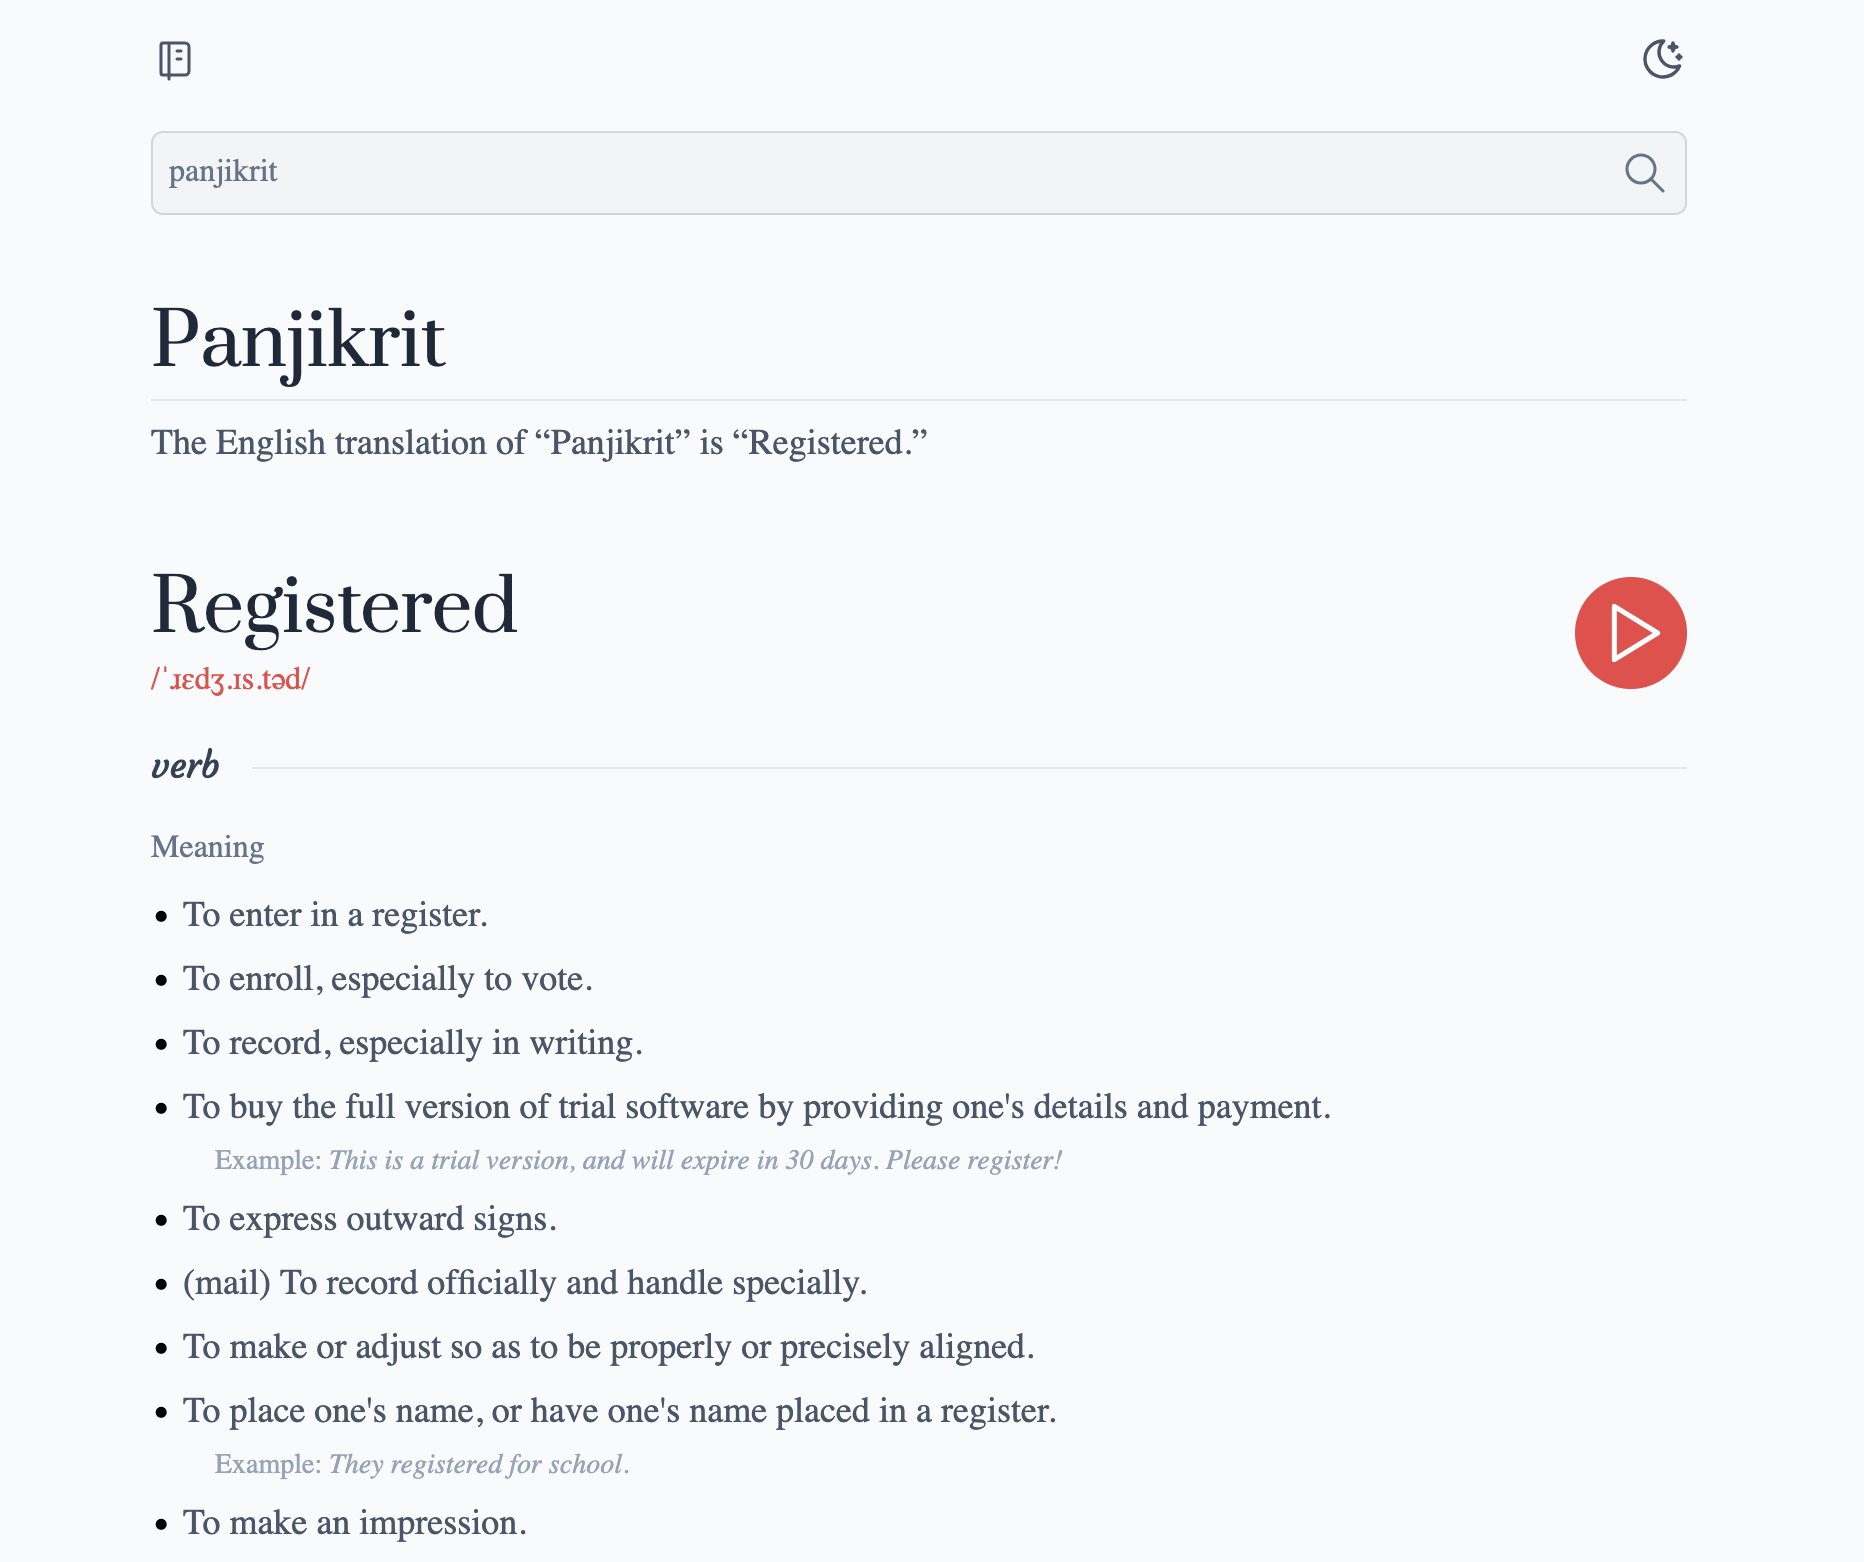 panjikrit
Panjikrit
The English translation of “Panjikrit” is “Registered.”
Registered
/ˈɹɛdʒ.ɪs.təd/
verb
Meaning
• To enter in a register.
• To enroll, especially to vote.
• To record, especially in writing.
• To buy the full version of trial software by providing one's details and payment.
Example: This is a trial version, and will expire in 30 days. Please register!
• To express outward signs.
• (mail) To record officially and handle specially.
• To make or adjust so as to be properly or precisely aligned.
• To place one's name, or have one's name placed in a register.
Example: They registered for school.
• To make an impression.